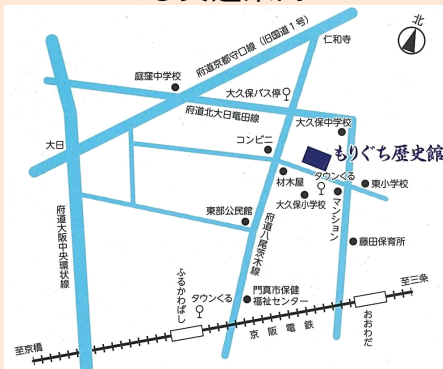 北
仁和寺
府道京都守口線（旧国道1号）
庭窪中学校
大久保バス停
府道北大日竜田線
大久保中学校
大日
コンビニ
もりぐち歴史館
材木屋
タウンくる
東小学校
大久保小学校
マンション
東部公民館
府道八尾茨木線
藤田保育所
府道大阪中央環状線
ふるかわばし
タウンくる
門真市保健
福祉センター
至三条
おおわだ
京阪電鉄
至京橋